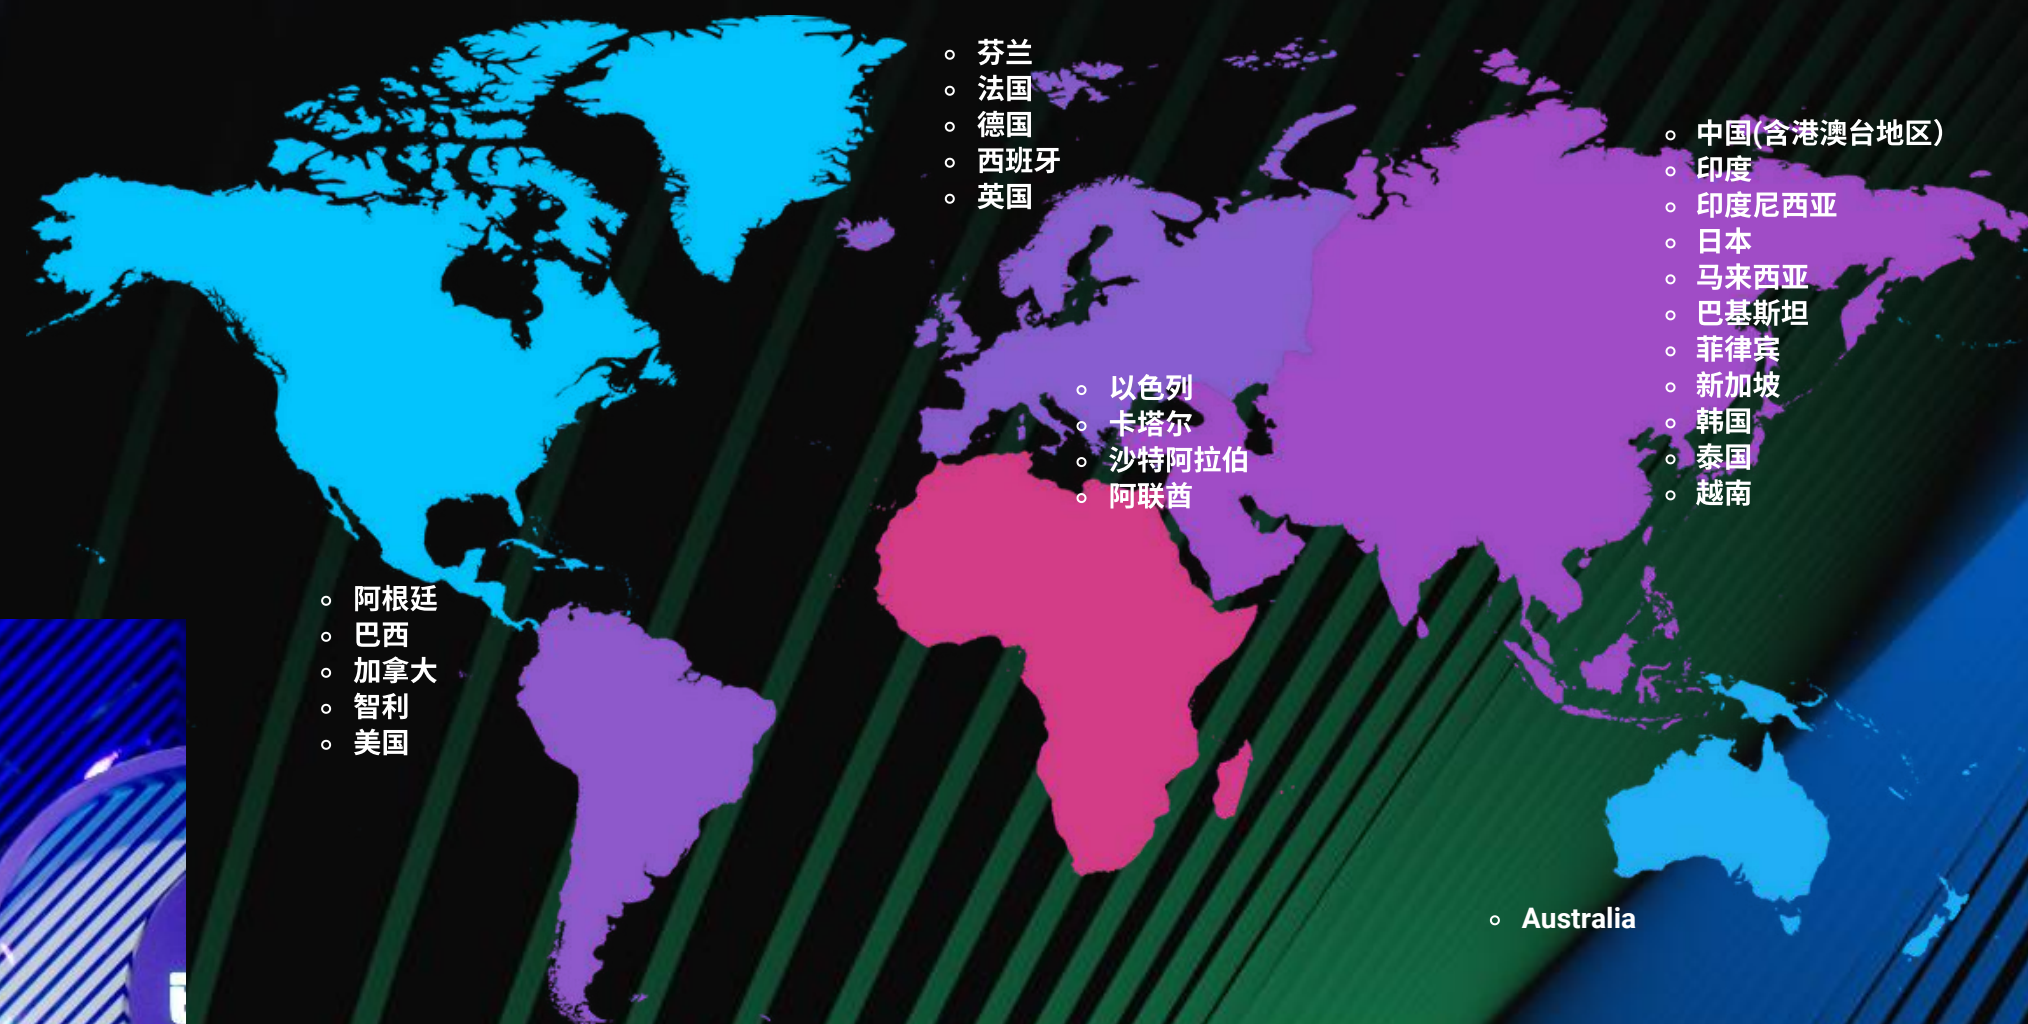 芬兰
法国
德国
西班牙
英国
中国(含港澳台地区）
印度
印度尼西亚
日本
马来西亚
巴基斯坦
菲律宾
新加坡
韩国
泰国
越南
以色列
卡塔尔
沙特阿拉伯
阿联酋
阿根廷
巴西
加拿大
智利
美国
Australia